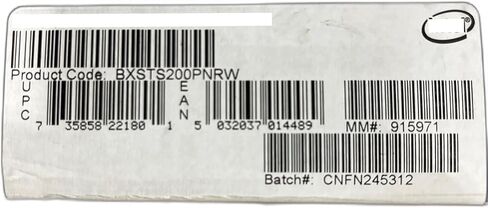 Product Code: BXSTS200PNRW
UPC
EAN
7 35858 22180 1
5 032037 014489
MM#: 915971
Batch#: CNFN245312